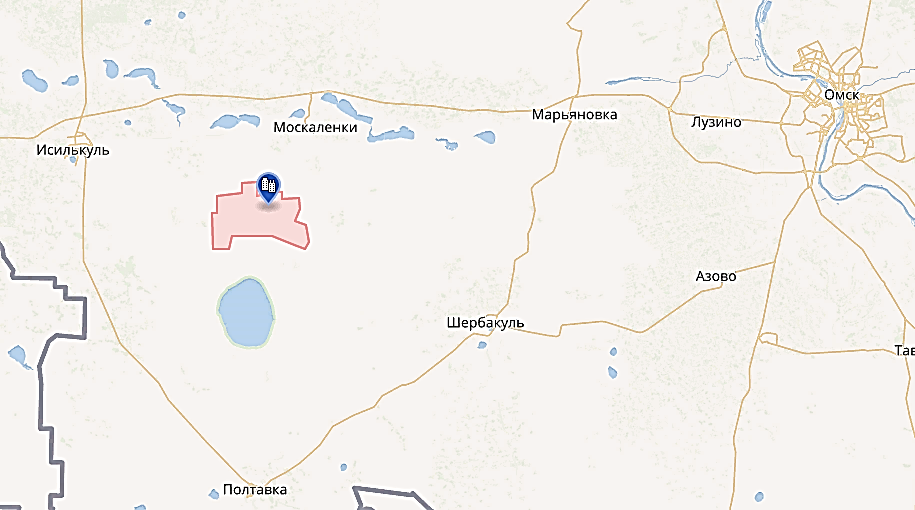 Омск
Марьяновка
Лузино
Москаленки
Исилькуль
Азово
Шербакуль
Тав
Полтавка